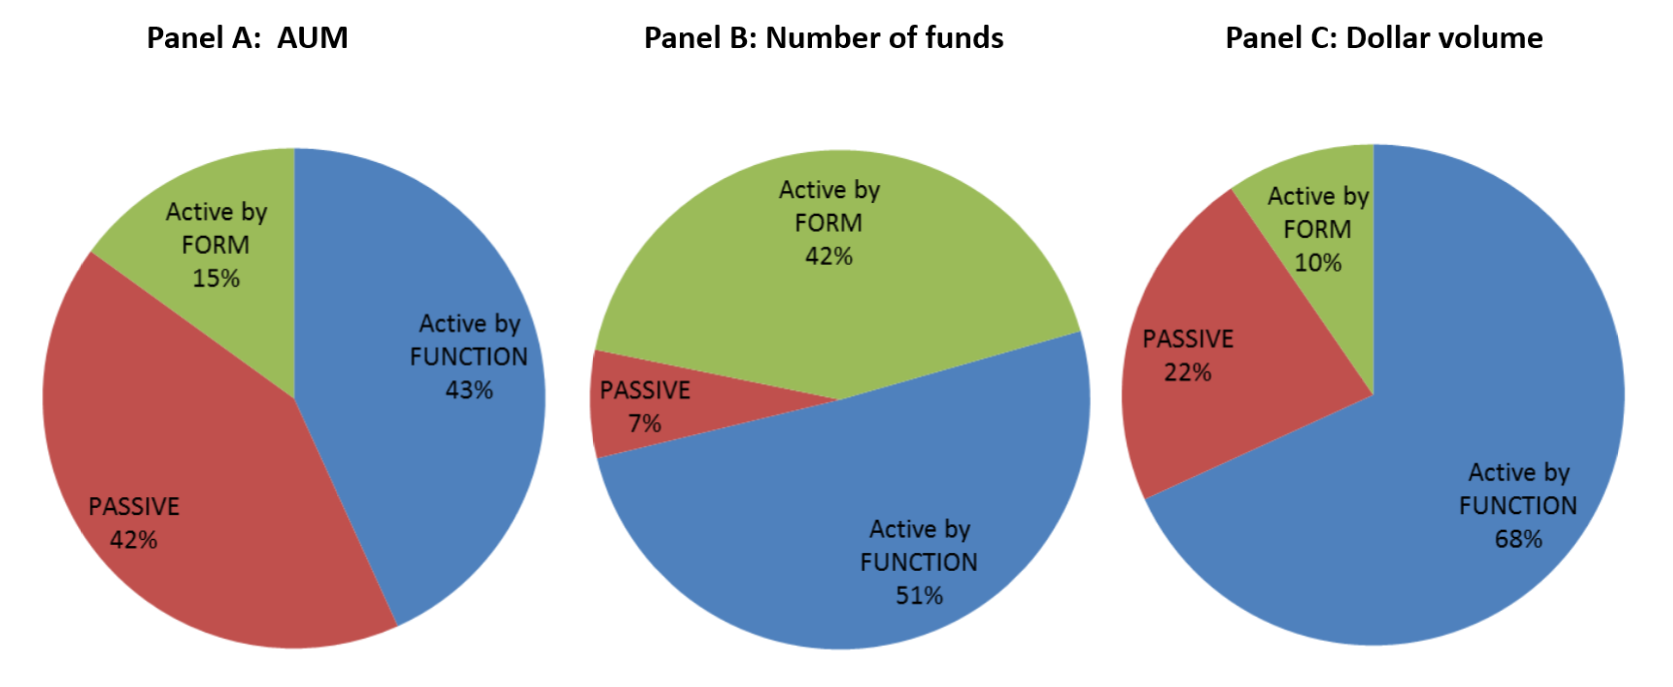 Panel A:  AUM
Active by
FORM
15%
Active by
FUNCTION
43%
PASSIVE
42%
Panel B: Number of funds
Active by
FORM
42%
PASSIVE
7%
Active by
FUNCTION
51%
Panel C: Dollar volume
Active by
FORM
10%
PASSIVE
22%
Active by
FUNCTION
68%